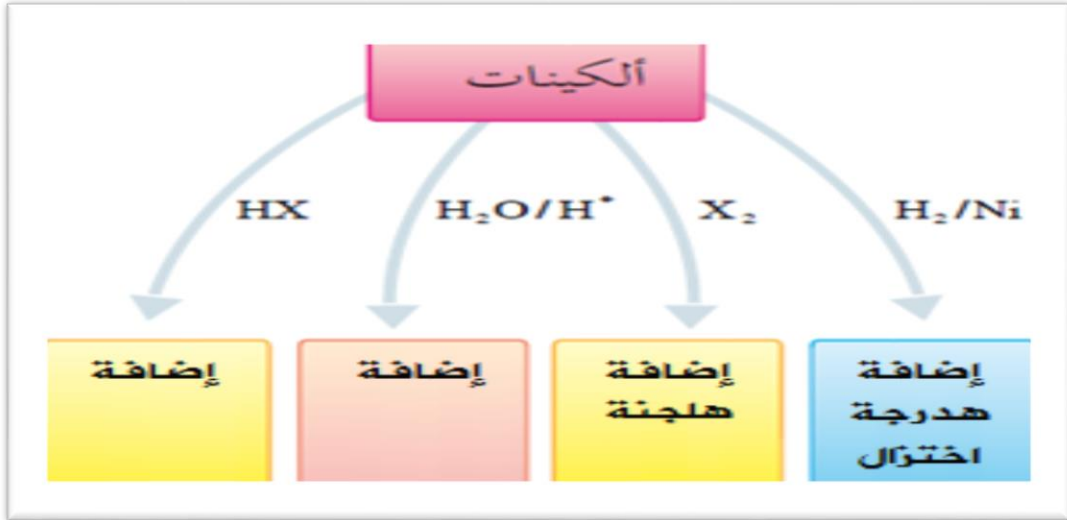 ألكينات
H₂/Ni
X₂
H₂O/H⁺
HX
إضافة
هدرجة
اختزال
إضافة
هلجنة
إضافة
إضافة